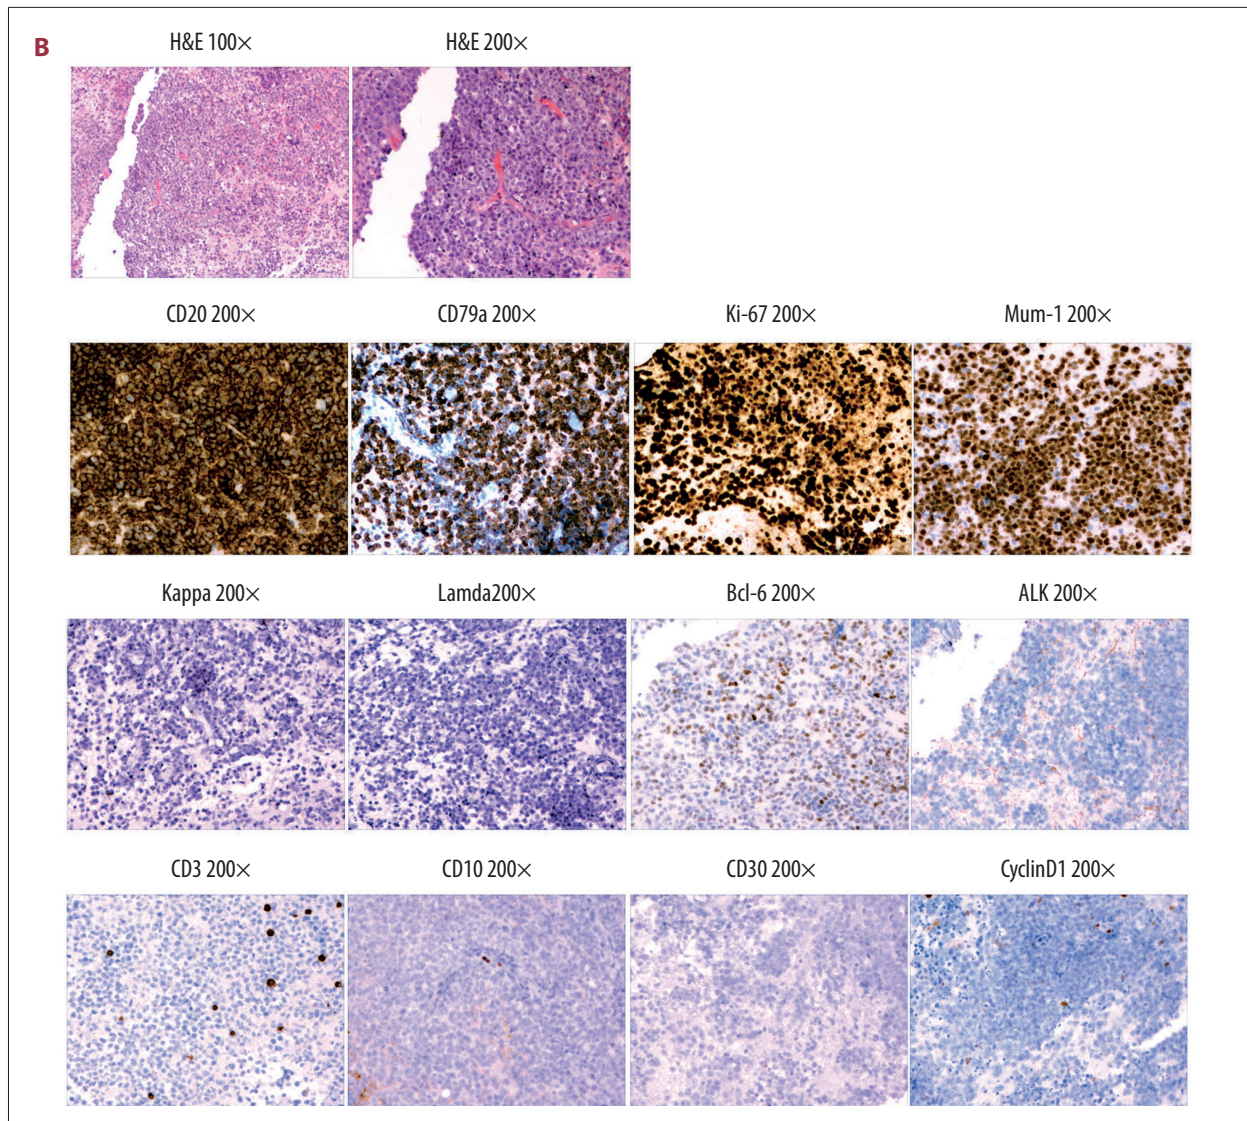 B
H&E 100×
H&E 200×
CD20 200×
CD79a 200×
Ki-67 200×
Mum-1 200×
Kappa 200×
Lamda200×
Bcl-6 200×
ALK 200×
CD3 200×
CD10 200×
CD30 200×
CyclinD1 200×